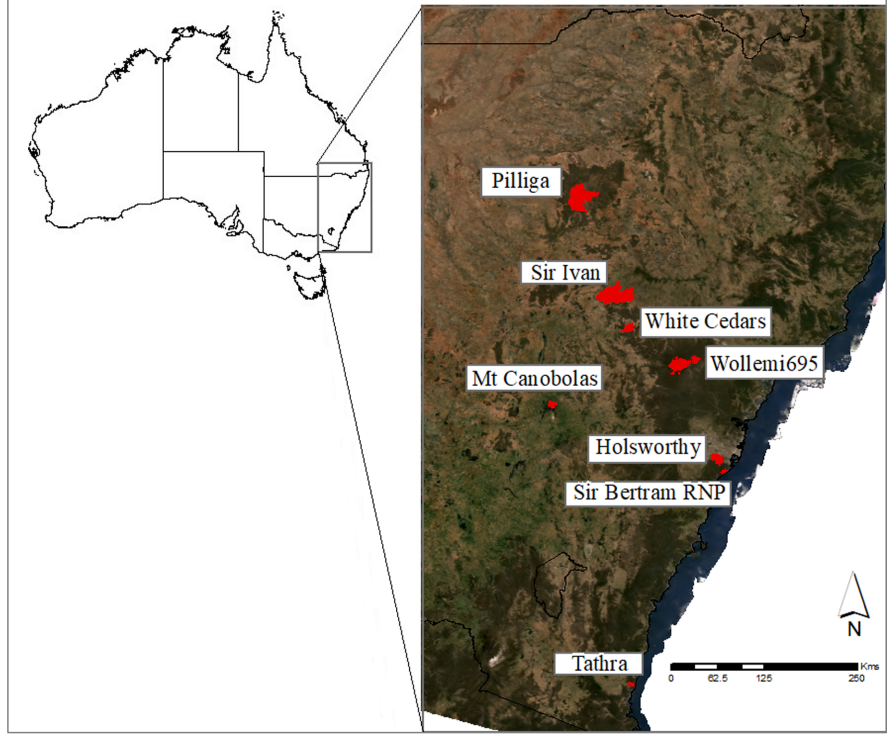 Pilliga
Sir Ivan
White Cedars
Wollemi695
Mt Canobolas
Holsworthy
Sir Bertram RNP
N
Tathra
Kms
0 62.5 125 250